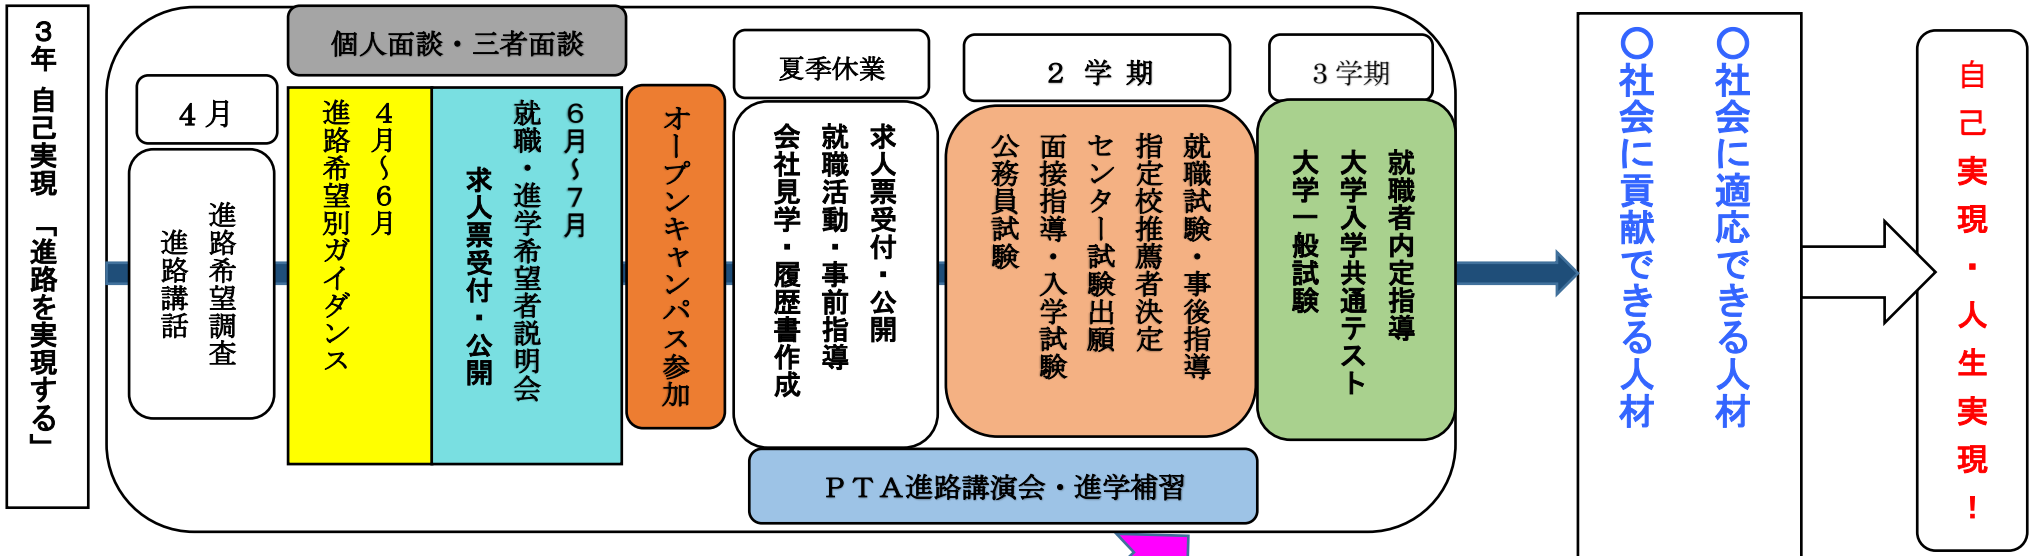 ３年 自己実現 「進路を実現する」
個人面談・三者面談
４月
進路希望調査
進路講話
４月～６月
進路希望別ガイダンス
６月～７月
就職・進学希望者説明会
求人票受付・公開
オープンキャンパス参加
夏季休業
求人票受付・公開
就職活動・事前指導
会社見学・履歴書作成
２ 学 期
就職試験・事後指導
指定校推薦者決定
センター試験出願
面接指導・入学試験
公務員試験
３学期
就職者内定指導
大学入学共通テスト
大学一般試験
ＰＴＡ進路講演会・進学補習
〇社会に適応できる人材
〇社会に貢献できる人材
自己実現・人生実現！